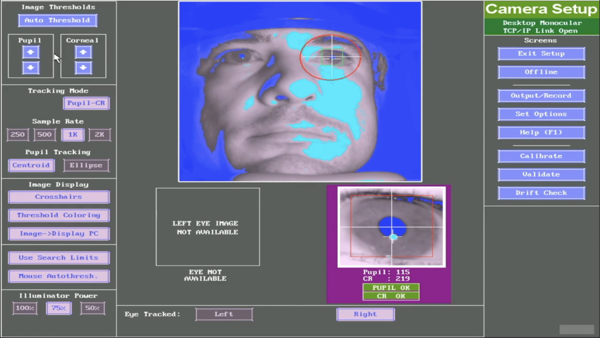 Image Thresholds
Auto Threshold
Pupil
Corneal
Tracking Mode
Pupil-CR
Sample Rate
250
500
1K
2K
Pupil Tracking
Centroid
Ellipse
Image Display
Crosshairs
Threshold Coloring
Image->Display PC
Use Search Limits
Mouse Autothresh.
Illuminator Power
100%
75%
50%
LEFT EYE IMAGE
NOT AVAILABLE
EYE NOT
AVAILABLE
Pupil: 115
CR : 219
PUPIL OK
CR OK
Eye Tracked:
Left
Right
Camera Setup
Desktop Monocular
TCP/IP Link Open
Screens
Exit Setup
Offline
Output/Record
Set Options
Help (F1)
Calibrate
Validate
Drift Check